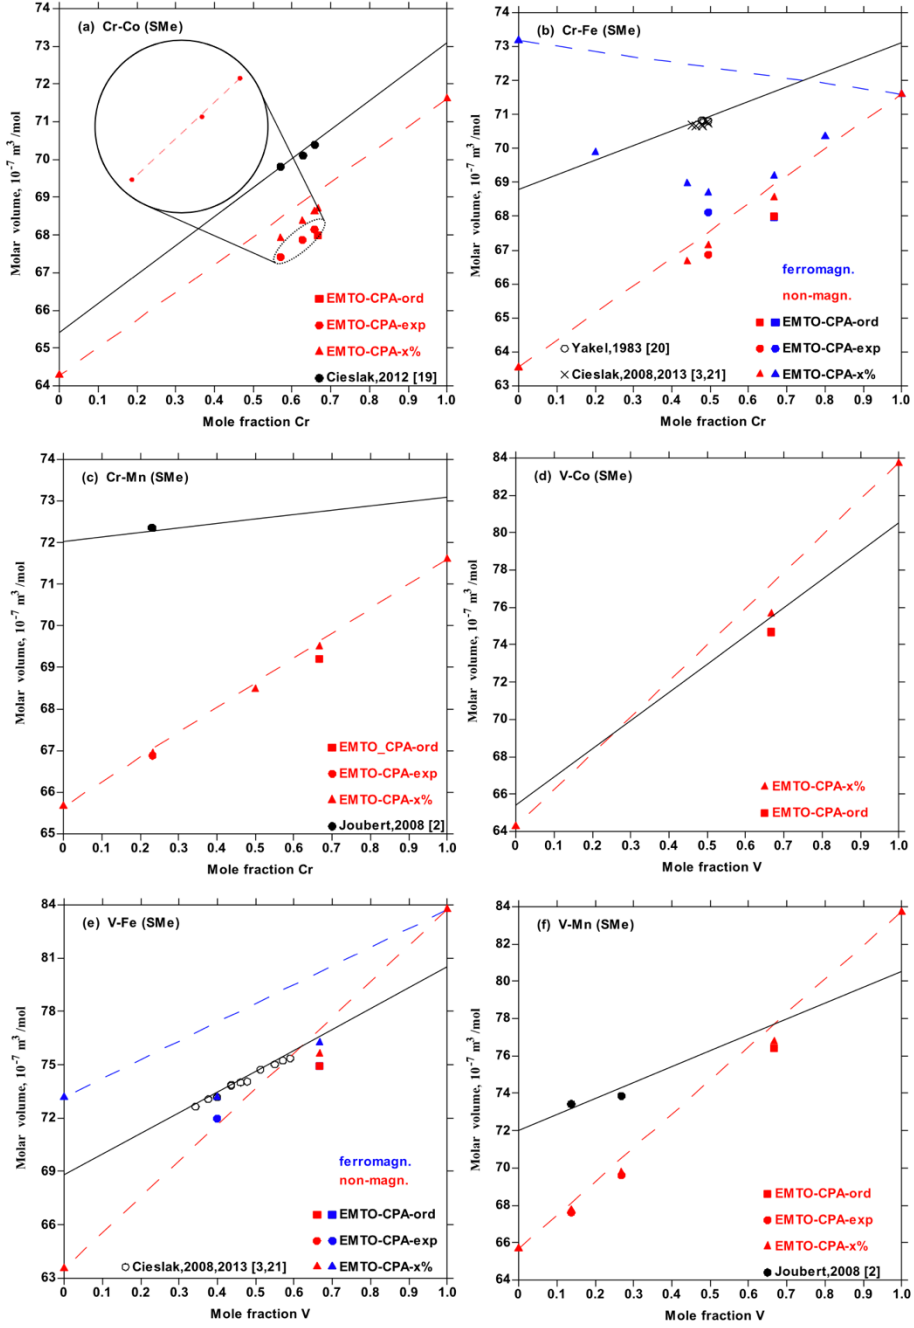 (a) Cr-Co (SMe)
Molar volume, 10⁻⁷ m³/mol
74
73
72
71
70
69
68
67
66
65
64
0 0.1 0.2 0.3 0.4 0.5 0.6 0.7 0.8 0.9 1.0
Mole fraction Cr
EMTO-CPA-ord
EMTO-CPA-exp
EMTO-CPA-x%
Cieslak,2012 [19]
(b) Cr-Fe (SMe)
Molar volume, 10⁻⁷ m³/mol
74
73
72
71
70
69
68
67
66
65
64
63
0 0.1 0.2 0.3 0.4 0.5 0.6 0.7 0.8 0.9 1.0
Mole fraction Cr
ferromagn.
non-magn.
EMTO-CPA-ord
Yakel,1983 [20]
EMTO-CPA-exp
Cieslak,2008,2013 [3,21]
EMTO-CPA-x%
(c) Cr-Mn (SMe)
Molar volume, 10⁻⁷ m³/mol
74
73
72
71
70
69
68
67
66
65
0 0.1 0.2 0.3 0.4 0.5 0.6 0.7 0.8 0.9 1.0
Mole fraction Cr
EMTO_CPA-ord
EMTO-CPA-exp
EMTO-CPA-x%
Joubert,2008 [2]
(d) V-Co (SMe)
Molar volume, 10⁻⁷ m³/mol
84
82
80
78
76
74
72
70
68
66
64
0 0.1 0.2 0.3 0.4 0.5 0.6 0.7 0.8 0.9 1.0
Mole fraction V
EMTO-CPA-x%
EMTO-CPA-ord
(e) V-Fe (SMe)
Molar volume, 10⁻⁷ m³/mol
84
81
78
75
72
69
66
63
0 0.1 0.2 0.3 0.4 0.5 0.6 0.7 0.8 0.9 1.0
Mole fraction V
ferromagn.
non-magn.
EMTO-CPA-ord
EMTO-CPA-exp
Cieslak,2008,2013 [3,21]
EMTO-CPA-x%
(f) V-Mn (SMe)
Molar volume, 10⁻⁷ m³/mol
84
82
80
78
76
74
72
70
68
66
64
0 0.1 0.2 0.3 0.4 0.5 0.6 0.7 0.8 0.9 1.0
Mole fraction V
EMTO-CPA-ord
EMTO-CPA-exp
EMTO-CPA-x%
Joubert,2008 [2]